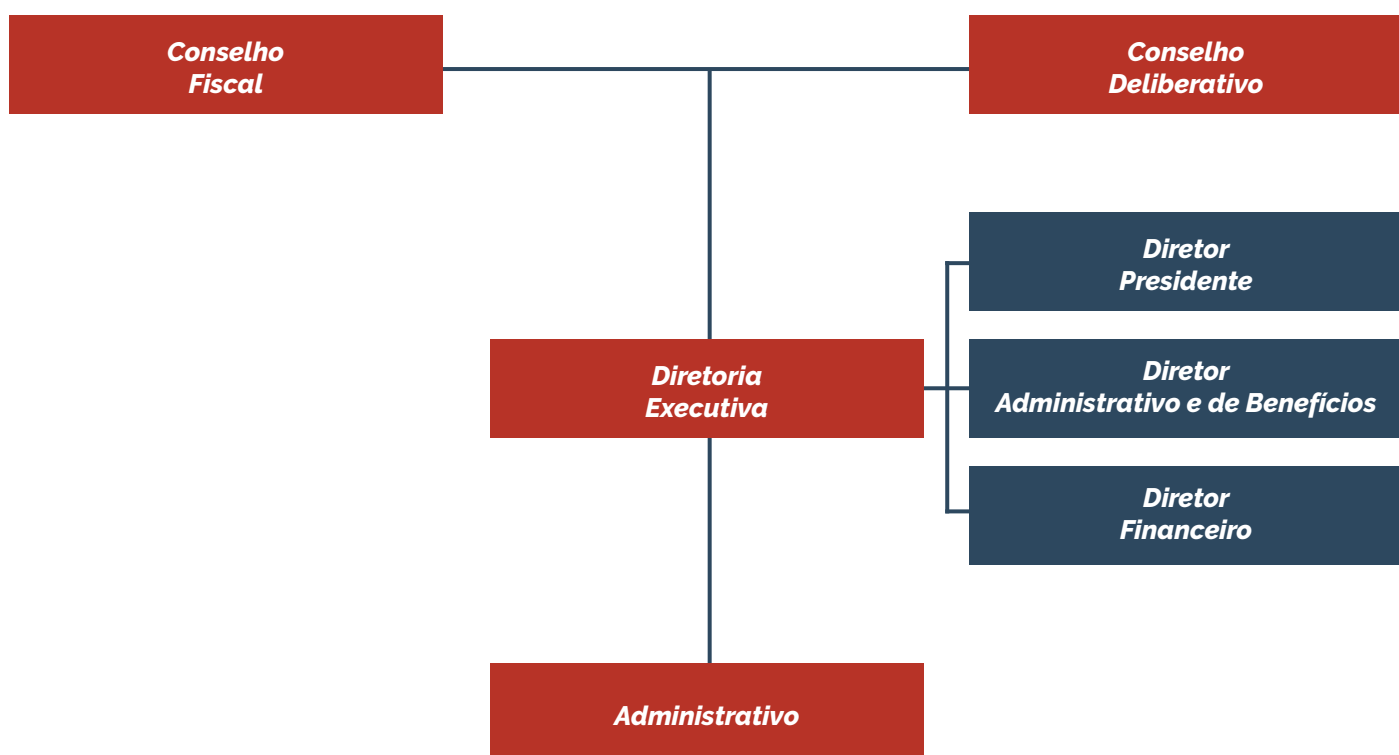 Conselho
Fiscal
Conselho
Deliberativo
Diretor
Presidente
Diretoria
Executiva
Diretor
Administrativo e de Benefícios
Diretor
Financeiro
Administrativo